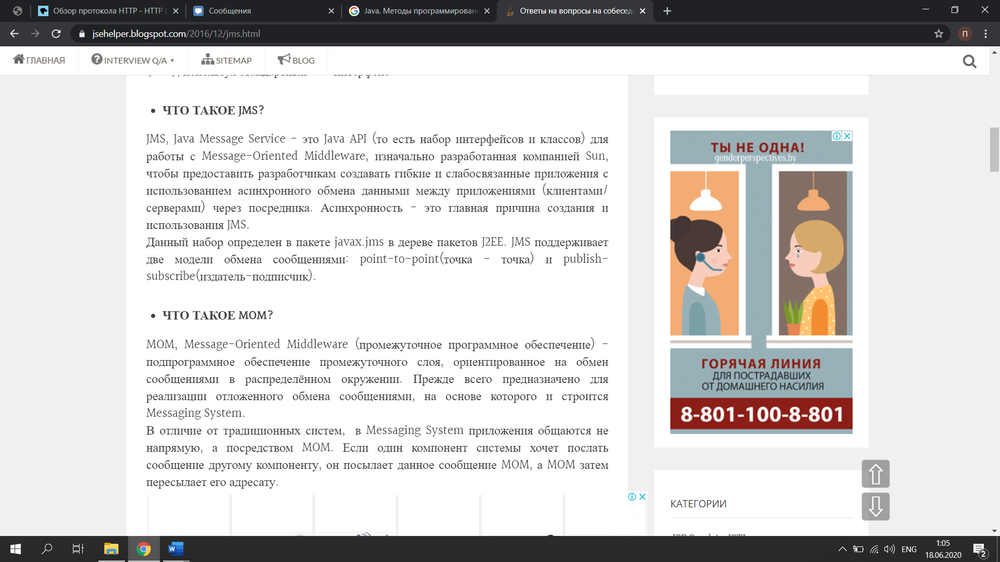 Обзор протокола HTTP - HTTP
Сообщения
Java. Методы программирован
Ответы на вопросы на собесед
jsehelper.blogspot.com/2016/12/jms.html
П
ГЛАВНАЯ
INTERVIEW Q/A
SITEMAP
BLOG
ЧТО ТАКОЕ JMS?
JMS, Java Message Service - это Java API (то есть набор интерфейсов и классов) для
работы с Message-Oriented Middleware, изначально разработанная компанией Sun,
чтобы предоставить разработчикам создавать гибкие и слабосвязанные приложения с
использованием асинхронного обмена данными между приложениями (клиентами/
серверами) через посредника. Асинхронность - это главная причина создания и
использования JMS.
Данный набор определен в пакете javax.jms в дереве пакетов J2EE. JMS поддерживает
две модели обмена сообщениями: point-to-point(точка - точка) и publish-
subscribe(издатель-подписчик).
ЧТО ТАКОЕ MOM?
MOM, Message-Oriented Middleware (промежуточное программное обеспечение) -
подпрограммное обеспечение промежуточного слоя, ориентированное на обмен
сообщениями в распределённом окружении. Прежде всего предназначено для
реализации отложенного обмена сообщениями, на основе которого и строится
Messaging System.
В отличие от традиционных систем, в Messaging System приложения общаются не
напрямую, а посредством MOM. Если один компонент системы хочет послать
сообщение другому компоненту, он посылает данное сообщение MOM, а MOM затем
пересылает его адресату.
ТЫ НЕ ОДНА!
genderperspectives.by
ГОРЯЧАЯ ЛИНИЯ
ДЛЯ ПОСТРАДАВШИХ
ОТ ДОМАШНЕГО НАСИЛИЯ
8-801-100-8-801
КАТЕГОРИИ
ENG
1:05
18.06.2020
2